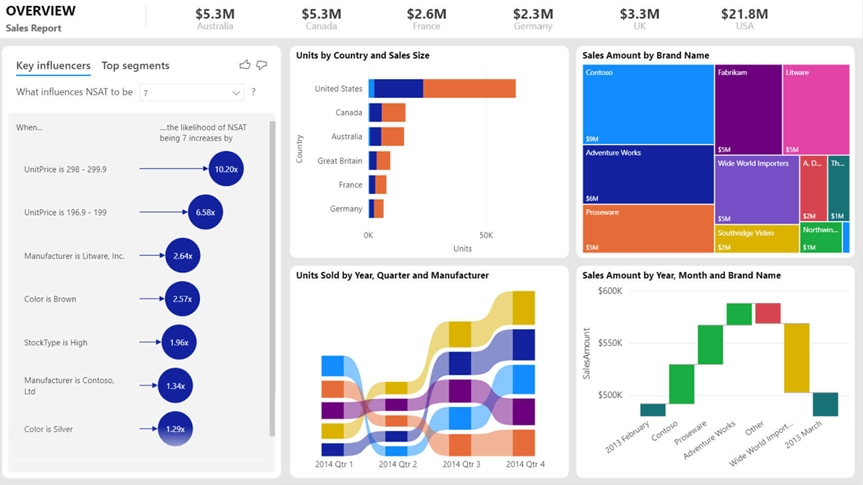 OVERVIEW
Sales Report
$5.3M
Australia
$5.3M
Canada
$2.6M
France
$2.3M
Germany
$3.3M
UK
$21.8M
USA
Key influencers
Top segments
What influences NSAT to be
7
?
When...
....the likelihood of NSAT
being 7 increases by
UnitPrice is 298 - 299.9
10.20x
UnitPrice is 196.9 - 199
6.58x
Manufacturer is Litware, Inc.
2.64x
Color is Brown
2.57x
StockType is High
1.96x
Manufacturer is Contoso,
Ltd
1.34x
Color is Silver
1.29x
Units by Country and Sales Size
Country
United States
Canada
Australia
Great Britain
France
Germany
0K
50K
Units
Sales Amount by Brand Name
Contoso
$9M
Adventure Works
$6M
Proseware
$5M
Fabrikam
$5M
Litware
$5M
Wide World Importers
$5M
A. D...
$2M
Th...
$1M
Southridge Video
$2M
Northwin...
$1M
Units Sold by Year, Quarter and Manufacturer
2014 Qtr 1
2014 Qtr 2
2014 Qtr 3
2014 Qtr 4
Sales Amount by Year, Month and Brand Name
SalesAmount
$600K
$550K
$500K
2013 February
Contoso
Proseware
Adventure Works
Other
Wide World Import...
2013 March